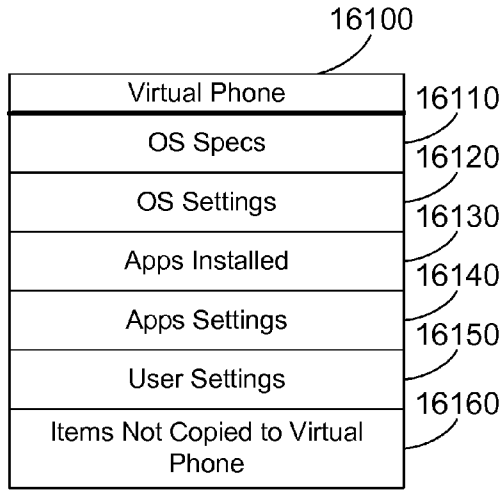 16100
Virtual Phone
16110
OS Specs
16120
OS Settings
16130
Apps Installed
16140
Apps Settings
16150
User Settings
16160
Items Not Copied to Virtual
Phone